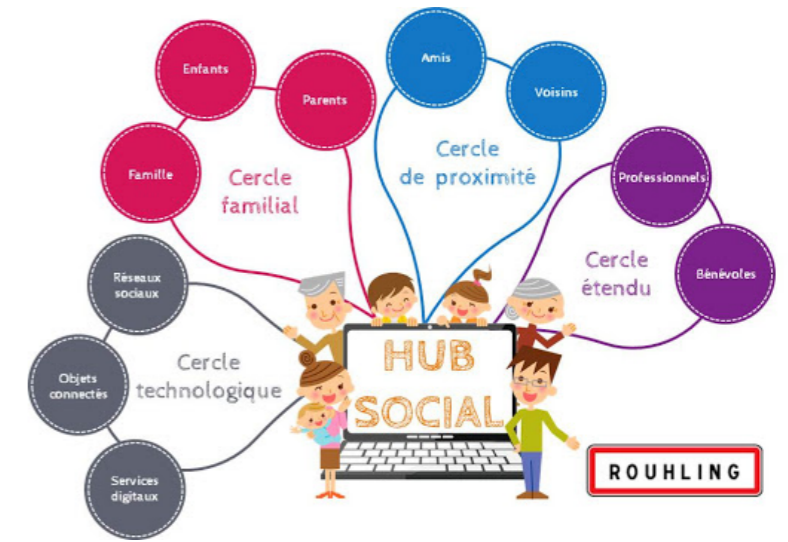 Enfants
Parents
Famille
Cercle
familial
Amis
Voisins
Cercle
de proximité
Professionnels
Bénévoles
Cercle
étendu
Réseaux
sociaux
Objets
connectés
Services
digitaux
Cercle
technologique
HUB
SOCIAL
ROUHLING